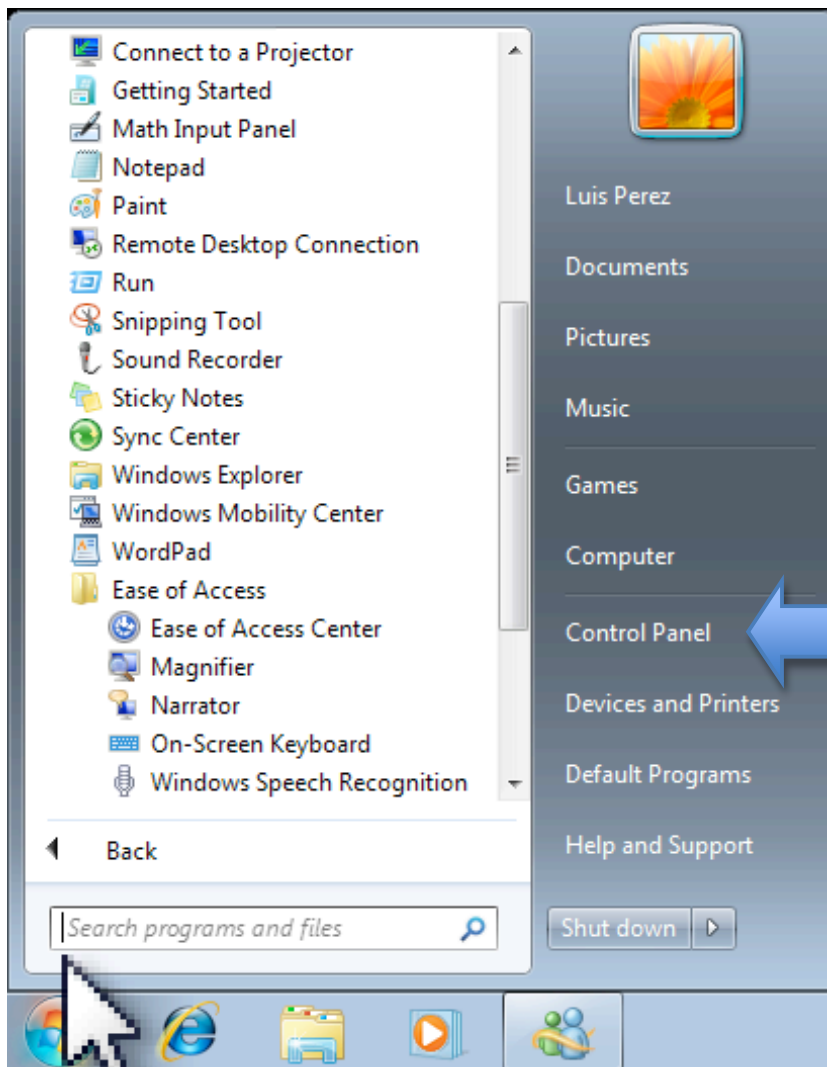 Connect to a Projector
Getting Started
Math Input Panel
Notepad
Paint
Remote Desktop Connection
Run
Snipping Tool
Sound Recorder
Sticky Notes
Sync Center
Windows Explorer
Windows Mobility Center
WordPad
Ease of Access
Ease of Access Center
Magnifier
Narrator
On-Screen Keyboard
Windows Speech Recognition
Back
Search programs and files
Luis Perez
Documents
Pictures
Music
Games
Computer
Control Panel
Devices and Printers
Default Programs
Help and Support
Shut down